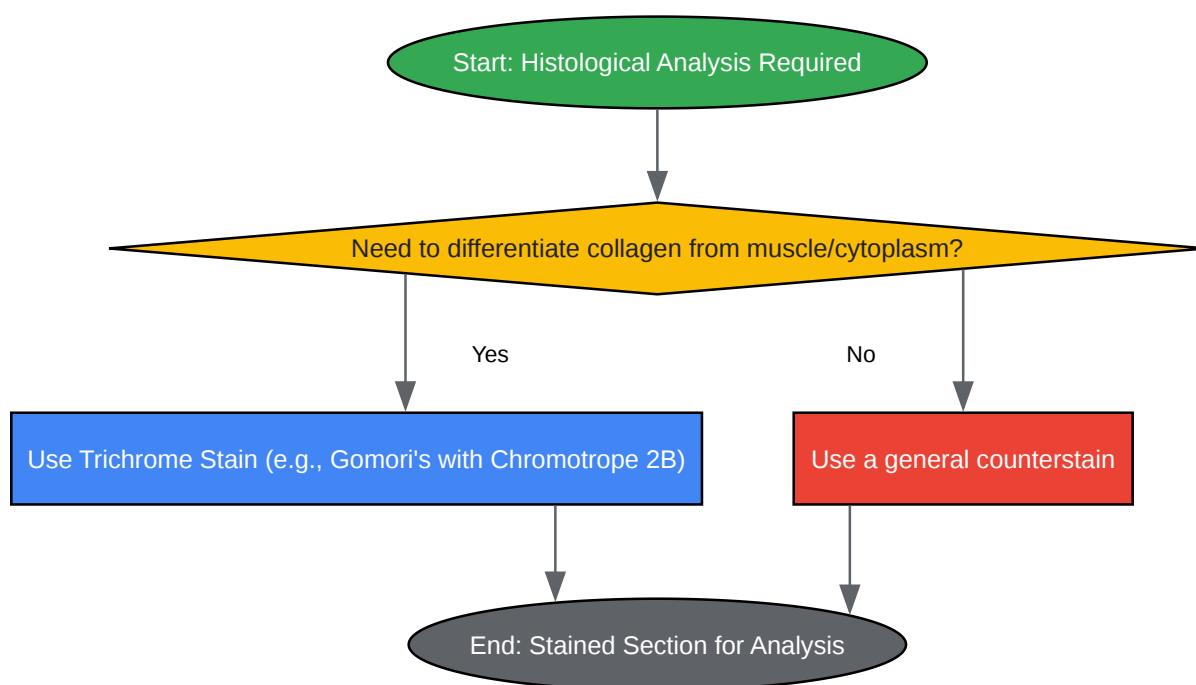 Start: Histological Analysis Required
Need to differentiate collagen from muscle/cytoplasm?
Yes
No
Use Trichrome Stain (e.g., Gomori's with Chromotrope 2B)
Use a general counterstain
End: Stained Section for Analysis